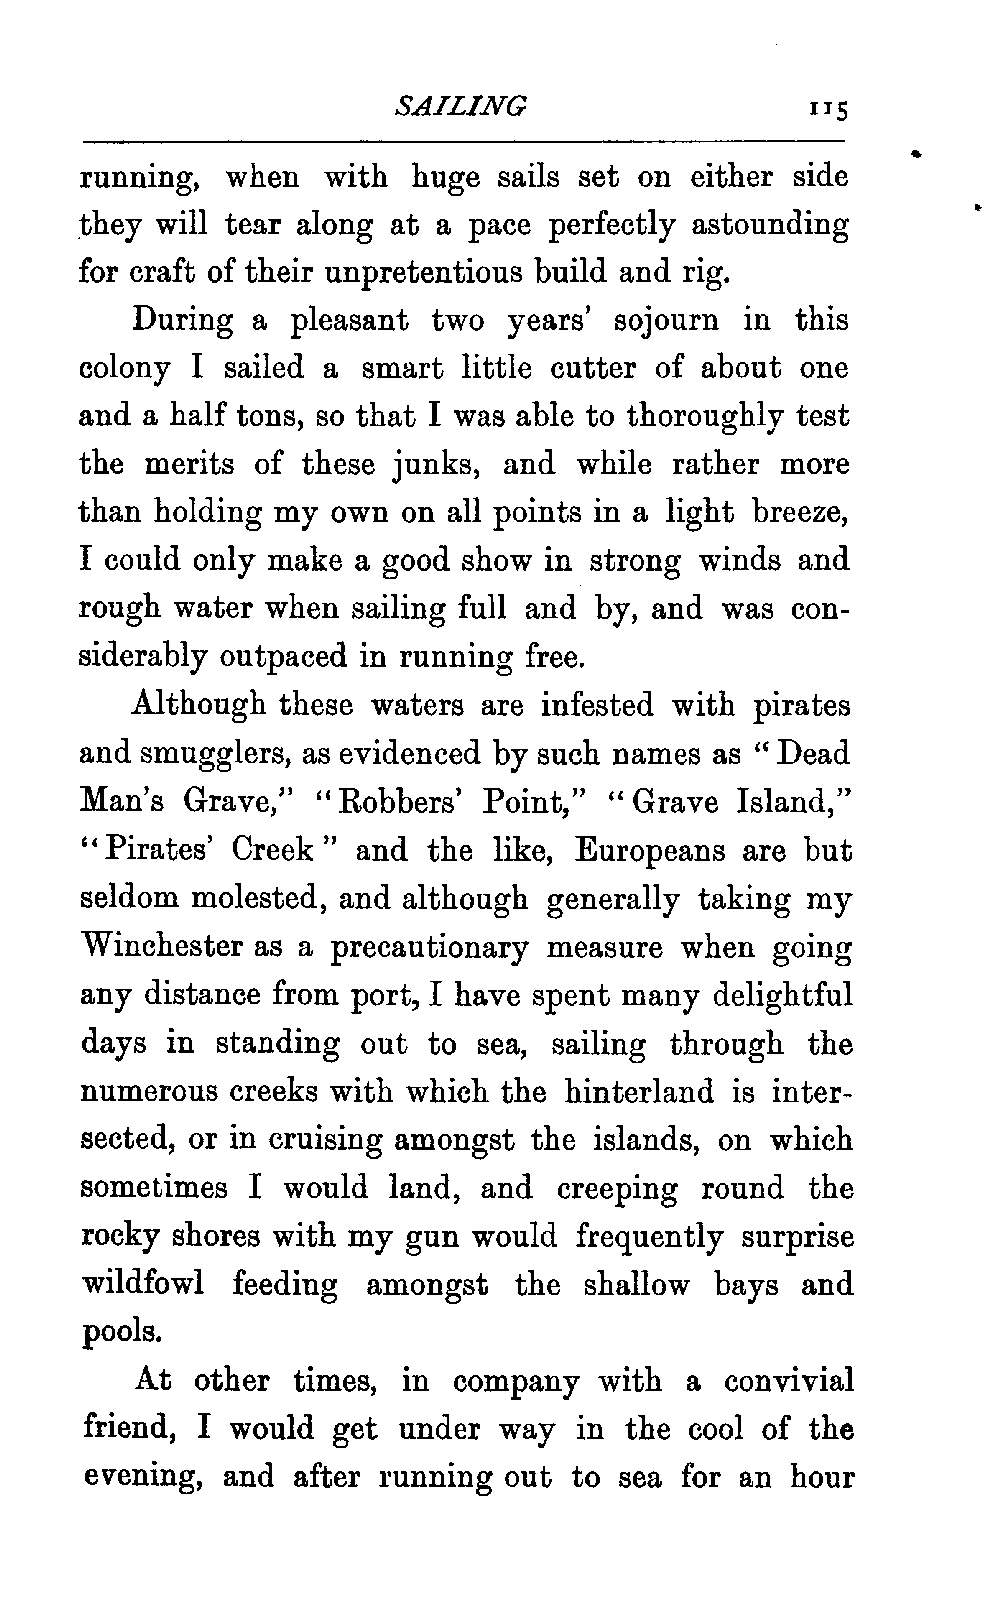 SAILING 115
running, when with huge sails set on either side
they will tear along at a pace perfectly astounding
for craft of their unpretentious build and rig.
During a pleasant two years' sojourn in this
colony I sailed a smart little cutter of about one
and a half tons, so that I was able to thoroughly test
the merits of these junks, and while rather more
than holding my own on all points in a light breeze,
I could only make a good show in strong winds and
rough water when sailing full and by, and was con-
siderably outpaced in running free.
Although these waters are infested with pirates
and smugglers, as evidenced by such names as "Dead
Man's Grave," "Robbers' Point," "Grave Island,"
"Pirates' Creek" and the like, Europeans are but
seldom molested, and although generally taking my
Winchester as a precautionary measure when going
any distance from port, I have spent many delightful
days in standing out to sea, sailing through the
numerous creeks with which the hinterland is inter-
sected, or in cruising amongst the islands, on which
sometimes I would land, and creeping round the
rocky shores with my gun would frequently surprise
wildfowl feeding amongst the shallow bays and
pools.
At other times, in company with a convivial
friend, I would get under way in the cool of the
evening, and after running out to sea for an hour